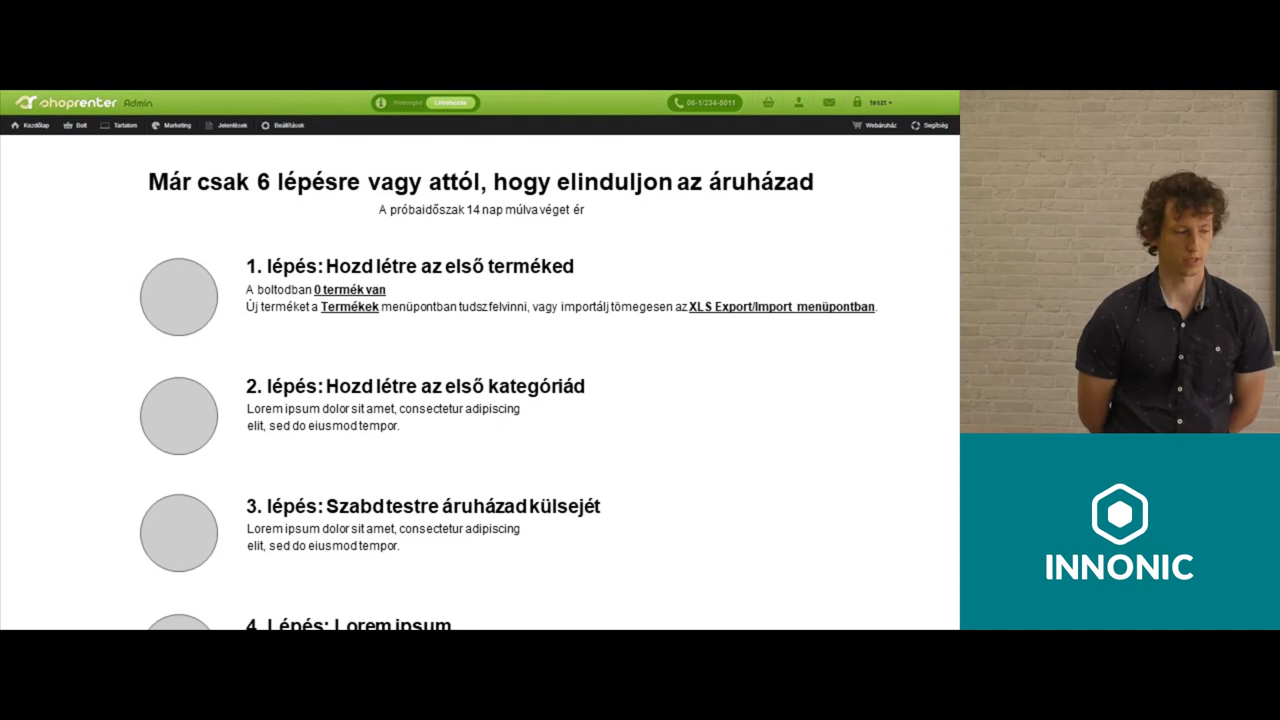 shoprenter Admin
Létrehozás
06-1/234-5011
teszt
Kezdőlap Bolt Tartalom Marketing Jelentések Beállítások
Webáruház Segítség
Már csak 6 lépésre vagy attól, hogy elinduljon az áruházad
A próbaidőszak 14 nap múlva véget ér
1. lépés: Hozd létre az első terméked
A boltodban 0 termék van
Új terméket a Termékek menüpontban tudsz felvinni, vagy importálj tömegesen az XLS Export/Import menüpontban.
2. lépés: Hozd létre az első kategóriád
Lorem ipsum dolor sit amet, consectetur adipiscing
elit, sed do eiusmod tempor.
3. lépés: Szabd testre áruházad külsejét
Lorem ipsum dolor sit amet, consectetur adipiscing
elit, sed do eiusmod tempor.
4. Lépés: Lorem ipsum
INNONIC